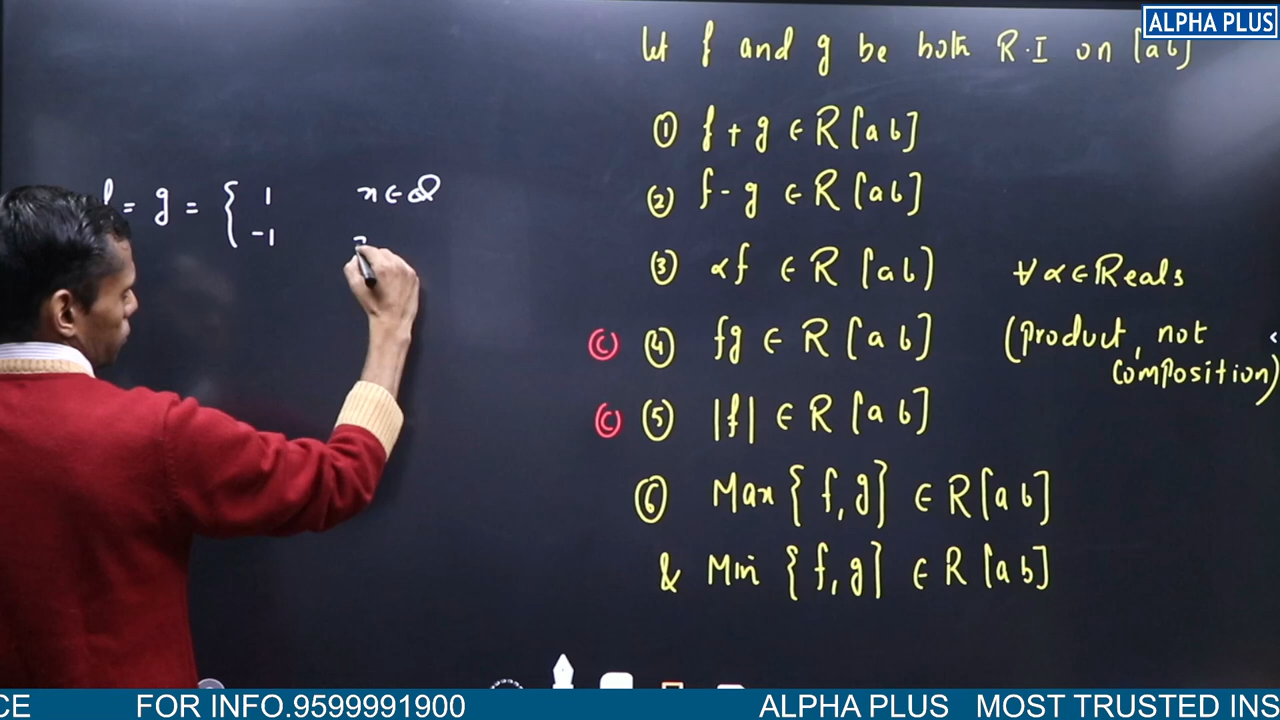 ALPHA PLUS
Let f and g be both R.I on [a b]
① f + g ∈ R [a b]
② f - g ∈ R [a b]
③ αf ∈ R [a b] ∀ α ∈ Reals
(c) ④ fg ∈ R [a b] (product, not
composition)
(c) ⑤ |f| ∈ R [a b]
⑥ Max { f, g } ∈ R [a b]
& Min { f, g } ∈ R [a b]
= g = { 1 x ∈ Q
-1
CE FOR INFO.9599991900 ALPHA PLUS MOST TRUSTED INS